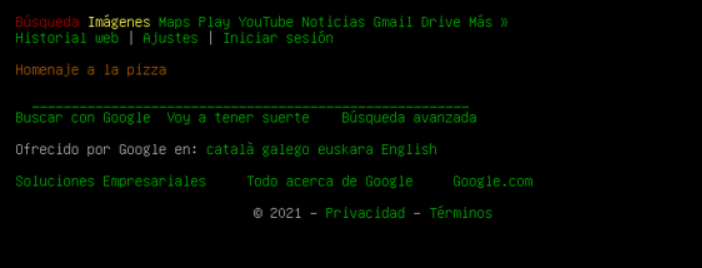 Búsqueda Imágenes Maps Play YouTube Noticias Gmail Drive Más »
Historial web | Ajustes | Iniciar sesión
Homenaje a la pizza
Buscar con Google Voy a tener suerte Búsqueda avanzada
Ofrecido por Google en: català galego euskara English
Soluciones Empresariales Todo acerca de Google Google.com
© 2021 – Privacidad – Términos